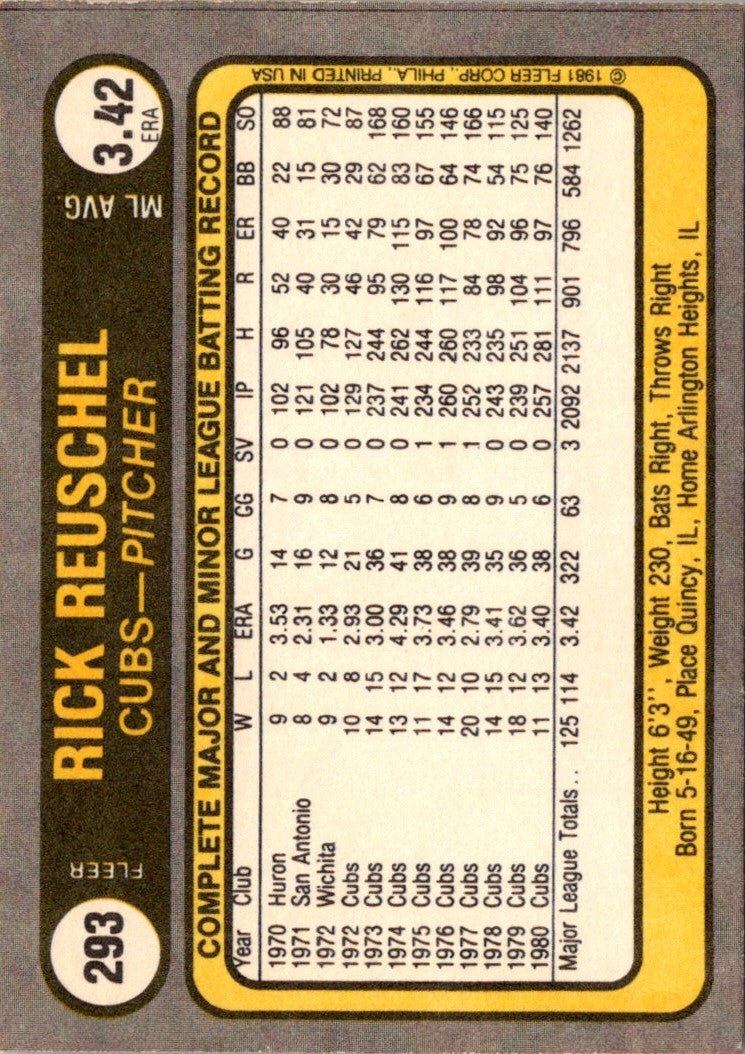 293
FLEER
RICK REUSCHEL
CUBS—PITCHER
ML AVG.
3.42
ERA
COMPLETE MAJOR AND MINOR LEAGUE BATTING RECORD
Year Club W L ERA G CG SV IP H R ER BB SO
1970 Huron 9 2 3.53 14 7 0 102 96 52 40 22 88
1971 San Antonio 8 4 2.31 16 9 0 121 105 40 31 15 81
1972 Wichita 9 2 1.33 12 8 0 102 78 30 15 30 72
1972 Cubs 10 8 2.93 21 5 0 129 127 46 42 29 87
1973 Cubs 14 15 3.00 36 7 0 237 244 95 79 62 168
1974 Cubs 13 12 4.29 41 8 0 241 262 130 115 83 160
1975 Cubs 11 17 3.73 38 6 1 234 244 116 97 67 155
1976 Cubs 14 12 3.46 38 9 1 260 260 117 100 64 146
1977 Cubs 20 10 2.79 39 8 1 252 233 84 78 74 166
1978 Cubs 14 15 3.41 35 9 0 243 235 98 92 54 115
1979 Cubs 18 12 3.62 36 5 0 239 251 104 96 75 125
1980 Cubs 11 13 3.40 38 6 0 257 281 111 97 76 140
Major League Totals... 125 114 3.42 322 63 3 2092 2137 901 796 584 1262
Height 6'3'', Weight 230, Bats Right, Throws Right
Born 5-16-49, Place Quincy, IL, Home Arlington Heights, IL
© 1981 FLEER CORP., PHILA., PRINTED IN USA